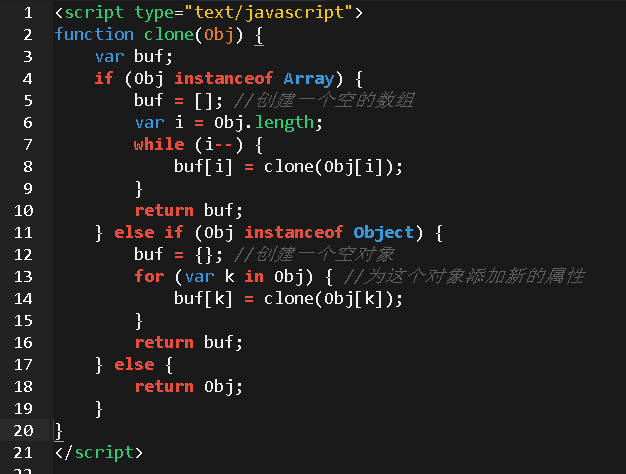 1 <script type="text/javascript">
2 function clone(Obj) {
3     var buf;
4     if (Obj instanceof Array) {
5         buf = []; //创建一个空的数组
6         var i = Obj.length;
7         while (i--) {
8             buf[i] = clone(Obj[i]);
9         }
10         return buf;
11     } else if (Obj instanceof Object) {
12         buf = {}; //创建一个空对象
13         for (var k in Obj) { //为这个对象添加新的属性
14             buf[k] = clone(Obj[k]);
15         }
16         return buf;
17     } else {
18         return Obj;
19     }
20 }
21 </script>